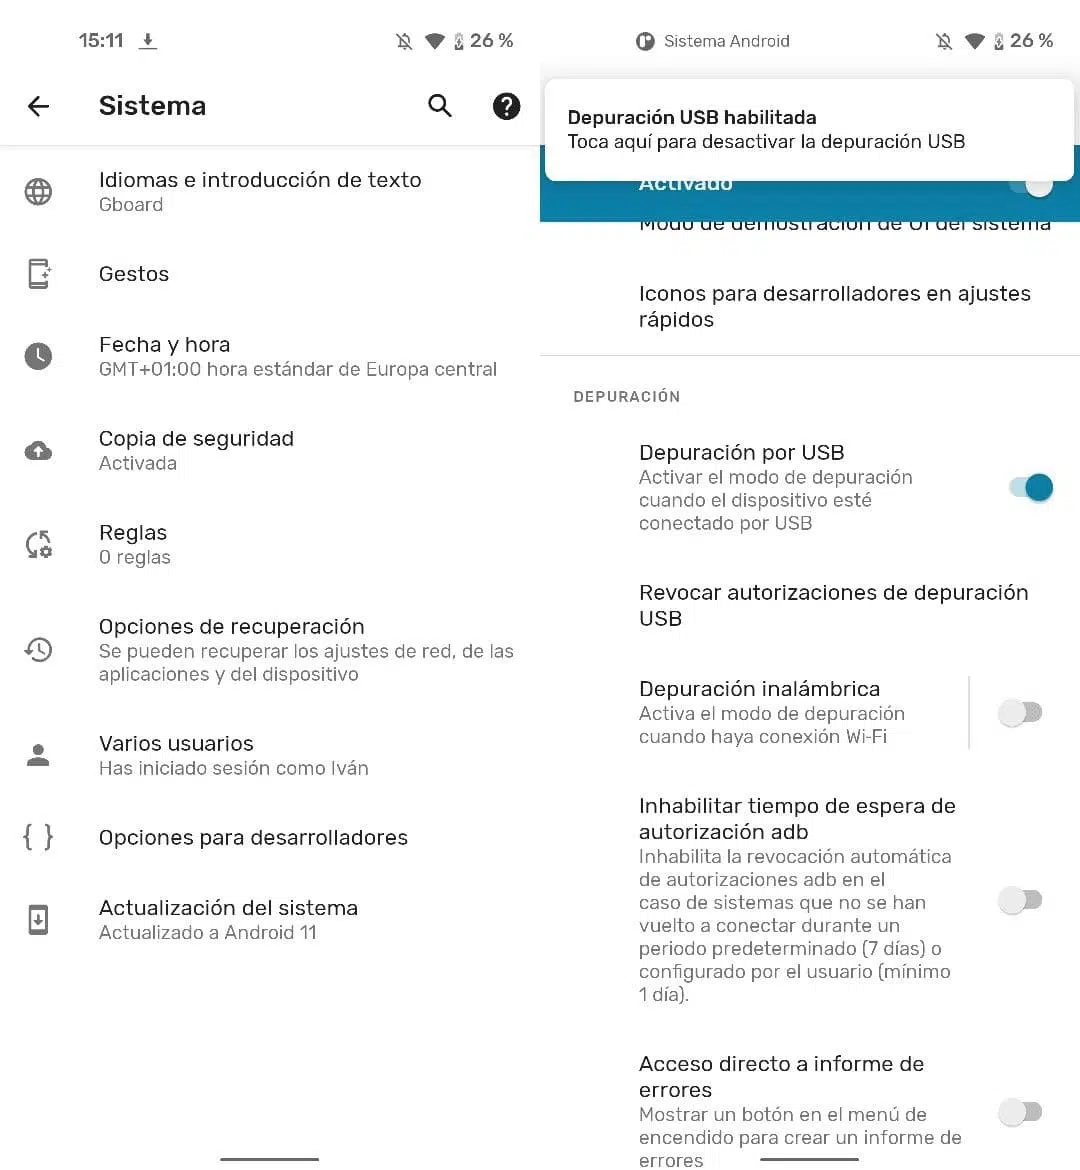 15:11
26 %
Sistema
Idiomas e introducción de texto
Gboard
Gestos
Fecha y hora
GMT+01:00 hora estándar de Europa central
Copia de seguridad
Activada
Reglas
0 reglas
Opciones de recuperación
Se pueden recuperar los ajustes de red, de las
aplicaciones y del dispositivo
Varios usuarios
Has iniciado sesión como Iván
{ } Opciones para desarrolladores
Actualización del sistema
Actualizado a Android 11
Sistema Android
26 %
Depuración USB habilitada
Toca aquí para desactivar la depuración USB
Activado
Modo de demostración de UI del sistema
Iconos para desarrolladores en ajustes
rápidos
DEPURACIÓN
Depuración por USB
Activar el modo de depuración
cuando el dispositivo esté
conectado por USB
Revocar autorizaciones de depuración
USB
Depuración inalámbrica
Activa el modo de depuración
cuando haya conexión Wi-Fi
Inhabilitar tiempo de espera de
autorización adb
Inhabilita la revocación automática
de autorizaciones adb en el
caso de sistemas que no se han
vuelto a conectar durante un
periodo predeterminado (7 días) o
configurado por el usuario (mínimo
1 día).
Acceso directo a informe de
errores
Mostrar un botón en el menú de
encendido para crear un informe de
errores